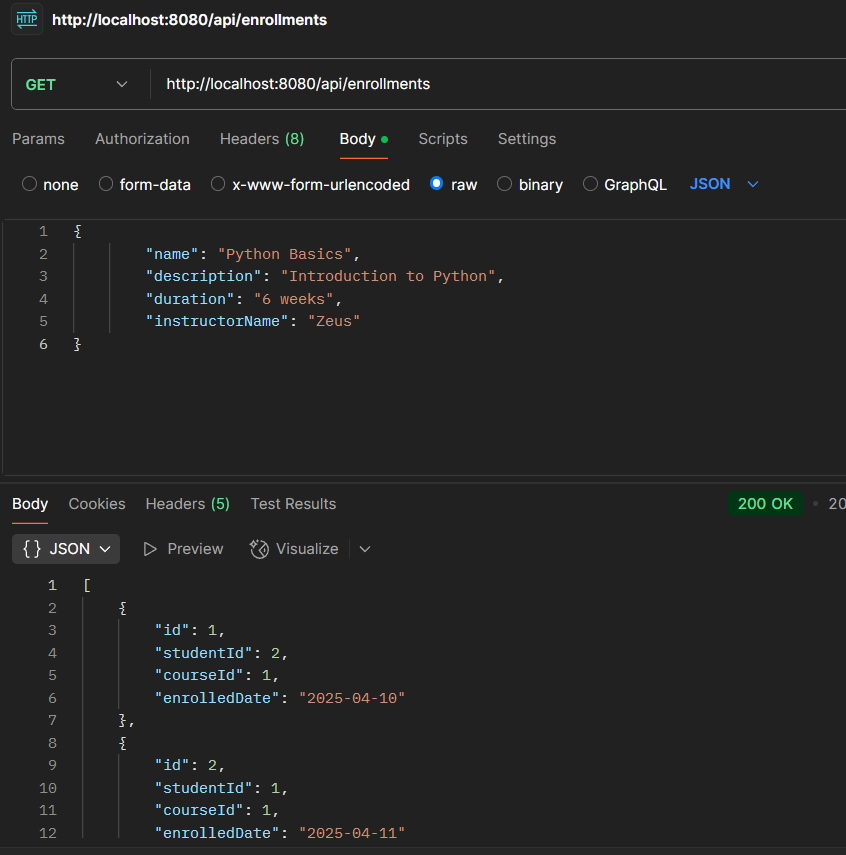 HTTP http://localhost:8080/api/enrollments
GET http://localhost:8080/api/enrollments
Params Authorization Headers (8) Body Scripts Settings
none form-data x-www-form-urlencoded raw binary GraphQL JSON
1 {
2 "name": "Python Basics",
3 "description": "Introduction to Python",
4 "duration": "6 weeks",
5 "instructorName": "Zeus"
6 }
Body Cookies Headers (5) Test Results 200 OK • 20
{} JSON Preview Visualize
1 [
2 {
3 "id": 1,
4 "studentId": 2,
5 "courseId": 1,
6 "enrolledDate": "2025-04-10"
7 },
8 {
9 "id": 2,
10 "studentId": 1,
11 "courseId": 1,
12 "enrolledDate": "2025-04-11"